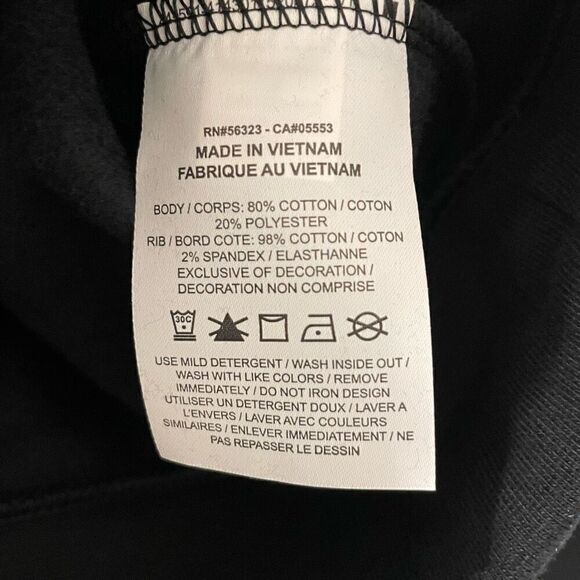 RN#56323 - CA#05553
MADE IN VIETNAM
FABRIQUE AU VIETNAM
BODY / CORPS: 80% COTTON / COTON
20% POLYESTER
RIB / BORD COTE: 98% COTTON / COTON
2% SPANDEX / ELASTHANNE
EXCLUSIVE OF DECORATION /
DECORATION NON COMPRISE
30C
USE MILD DETERGENT / WASH INSIDE OUT /
WASH WITH LIKE COLORS / REMOVE
IMMEDIATELY / DO NOT IRON DESIGN
UTILISER UN DETERGENT DOUX / LAVER A
L'ENVERS / LAVER AVEC COULEURS
SIMILAIRES / ENLEVER IMMEDIATEMENT / NE
PAS REPASSER LE DESSIN